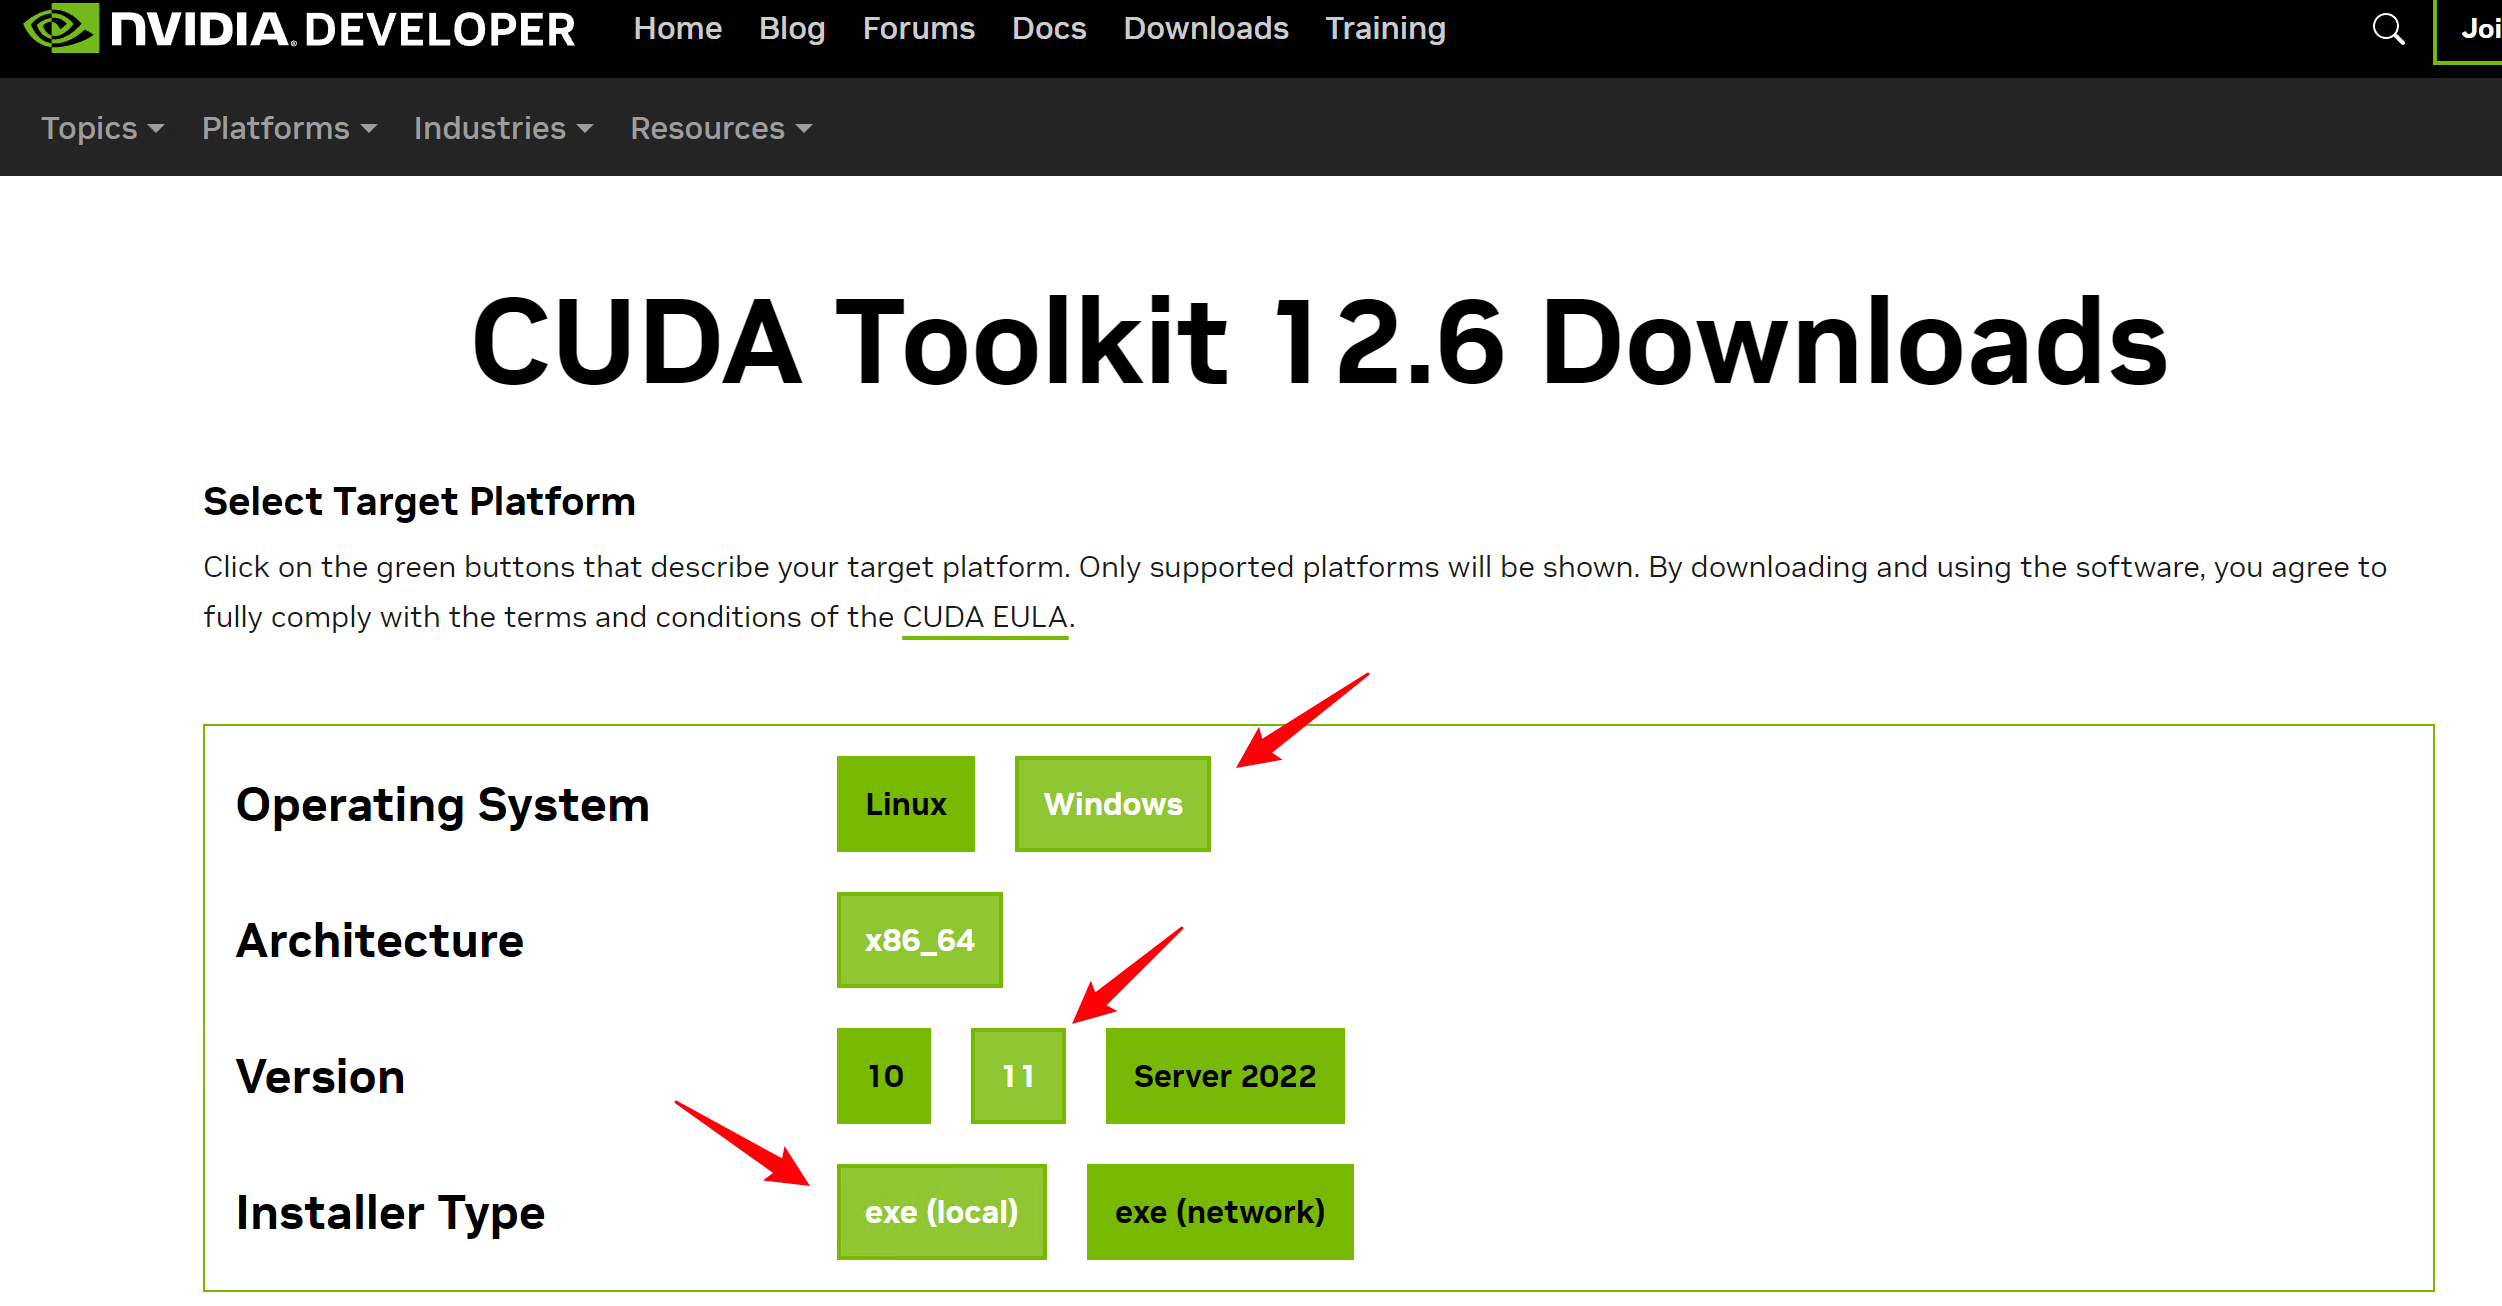 NVIDIA. DEVELOPER Home Blog Forums Docs Downloads Training Joi
Topics Platforms Industries Resources
CUDA Toolkit 12.6 Downloads
Select Target Platform
Click on the green buttons that describe your target platform. Only supported platforms will be shown. By downloading and using the software, you agree to
fully comply with the terms and conditions of the CUDA EULA.
Operating System Linux Windows
Architecture x86_64
Version 10 11 Server 2022
Installer Type exe (local) exe (network)